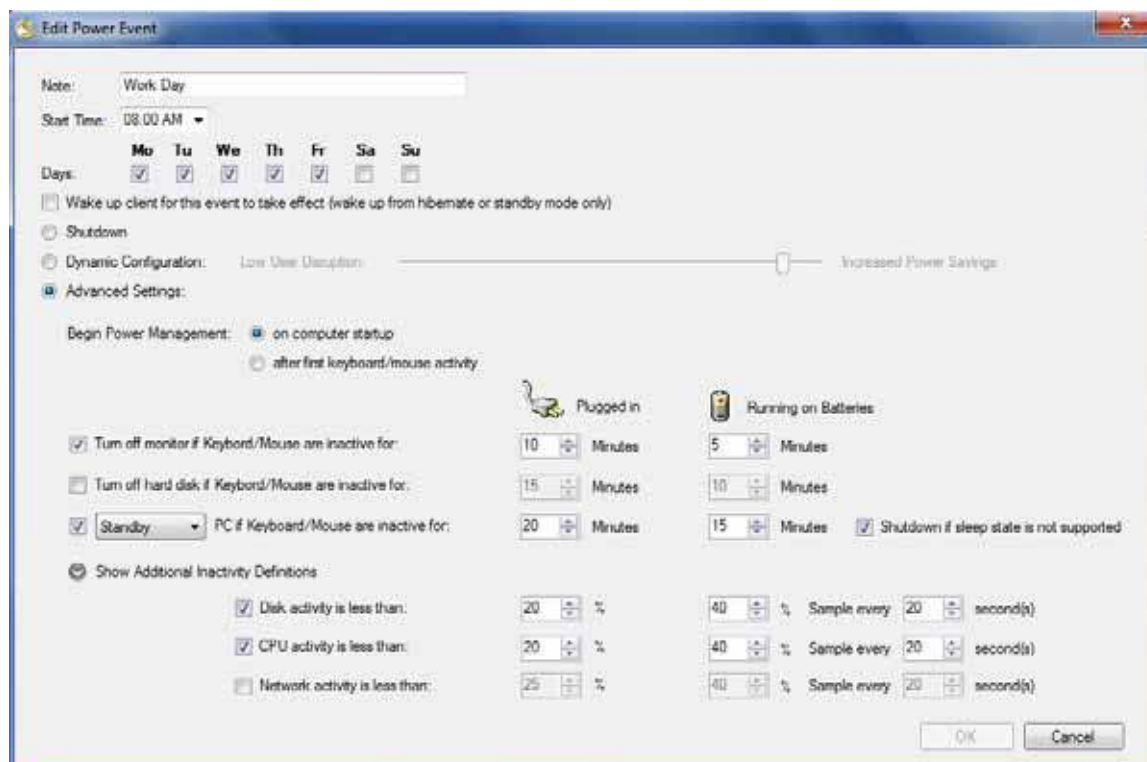 Edit Power Event
Note: Work Day
Start Time: 08:00 AM
Mo Tu We Th Fr Sa Su
Days:
Wake up client for this event to take effect (wake up from hibernate or standby mode only)
Shutdown
Dynamic Configuration: Low User Disruption Increased Power Savings
Advanced Settings:
Begin Power Management: on computer startup
after first keyboard/mouse activity
Plugged in Running on Batteries
Turn off monitor if Keybord/Mouse are inactive for: 10 Minutes 5 Minutes
Turn off hard disk if Keybord/Mouse are inactive for: 15 Minutes 10 Minutes
Standby PC if Keyboard/Mouse are inactive for: 20 Minutes 15 Minutes Shutdown if sleep state is not supported
Show Addtional Inactivity Definitions
Disk activity is less than: 20 % 40 % Sample every 20 second(s)
CPU activity is less than: 20 % 40 % Sample every 20 second(s)
Network activity is less than: 25 % 40 % Sample every 20 second(s)
OK Cancel